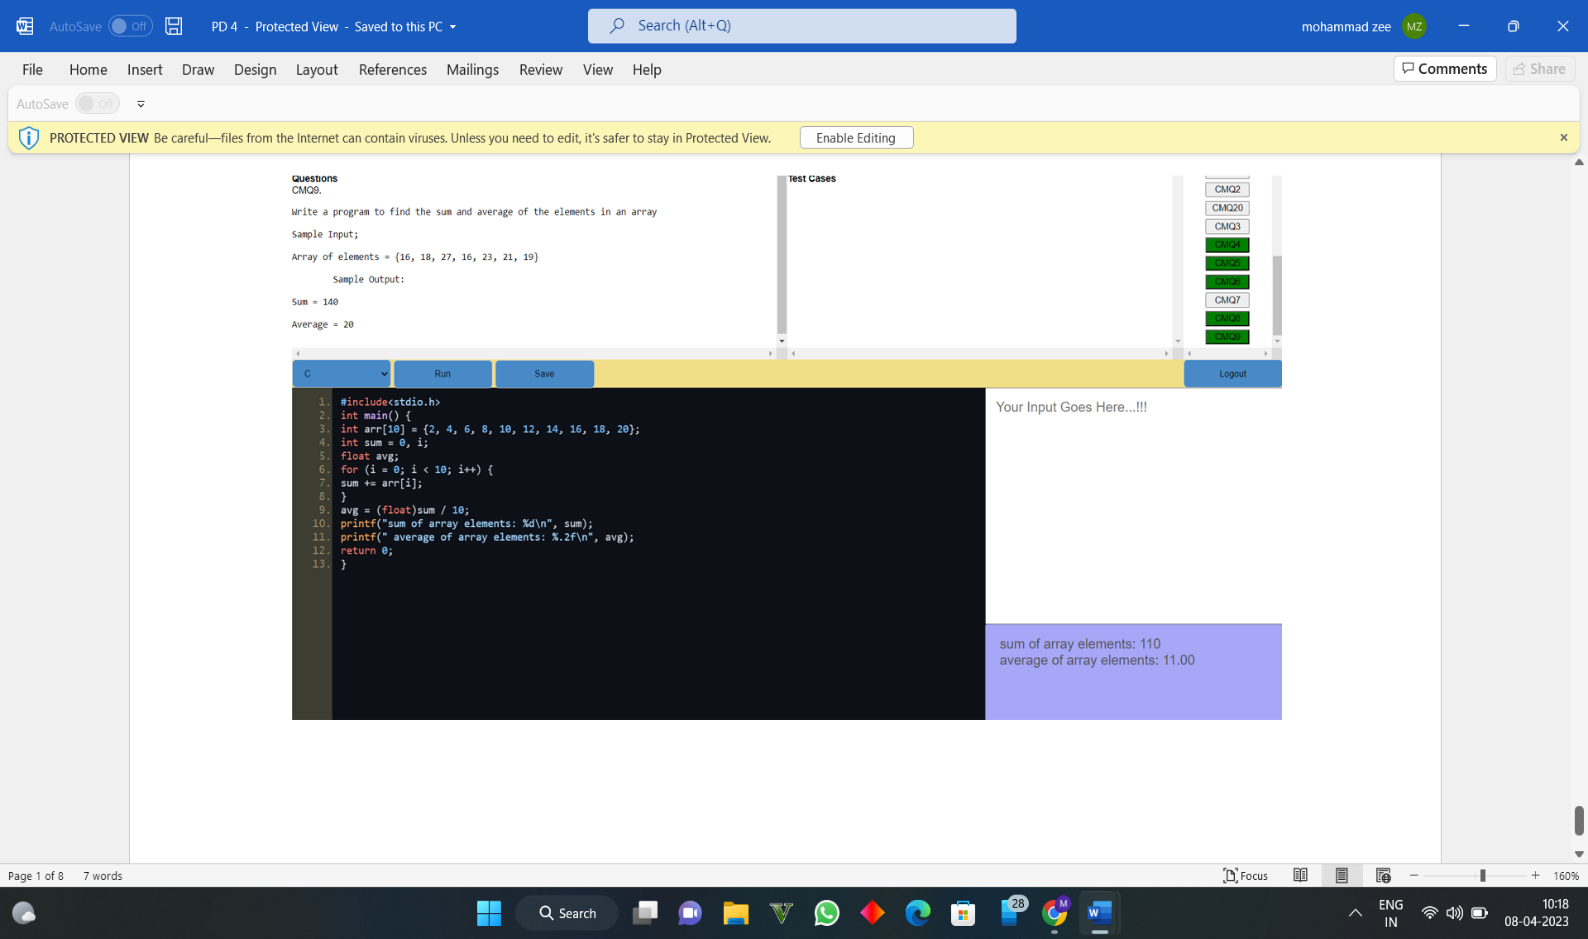 AutoSave Off PD 4 - Protected View - Saved to this PC Search (Alt+Q) mohammad zee MZ
File Home Insert Draw Design Layout References Mailings Review View Help Comments Share
AutoSave Off
PROTECTED VIEW Be careful—files from the Internet can contain viruses. Unless you need to edit, it's safer to stay in Protected View. Enable Editing
Questions
CMQ9.
Write a program to find the sum and average of the elements in an array
Sample Input;
Array of elements = {16, 18, 27, 16, 23, 21, 19}
Sample Output:
Sum = 140
Average = 20
Test Cases
CMQ2
CMQ20
CMQ3
CMQ4
CMQ5
CMQ6
CMQ7
CMQ8
CMQ9
C Run Save Logout
1. #include<stdio.h>
2. int main() {
3. int arr[10] = {2, 4, 6, 8, 10, 12, 14, 16, 18, 20};
4. int sum = 0, i;
5. float avg;
6. for (i = 0; i < 10; i++) {
7. sum += arr[i];
8. }
9. avg = (float)sum / 10;
10. printf("sum of array elements: %d\n", sum);
11. printf(" average of array elements: %.2f\n", avg);
12. return 0;
13. }
Your Input Goes Here...!!!
sum of array elements: 110
average of array elements: 11.00
Page 1 of 8 7 words Focus 160%
Search 28 M ENG 10:18
IN 08-04-2023